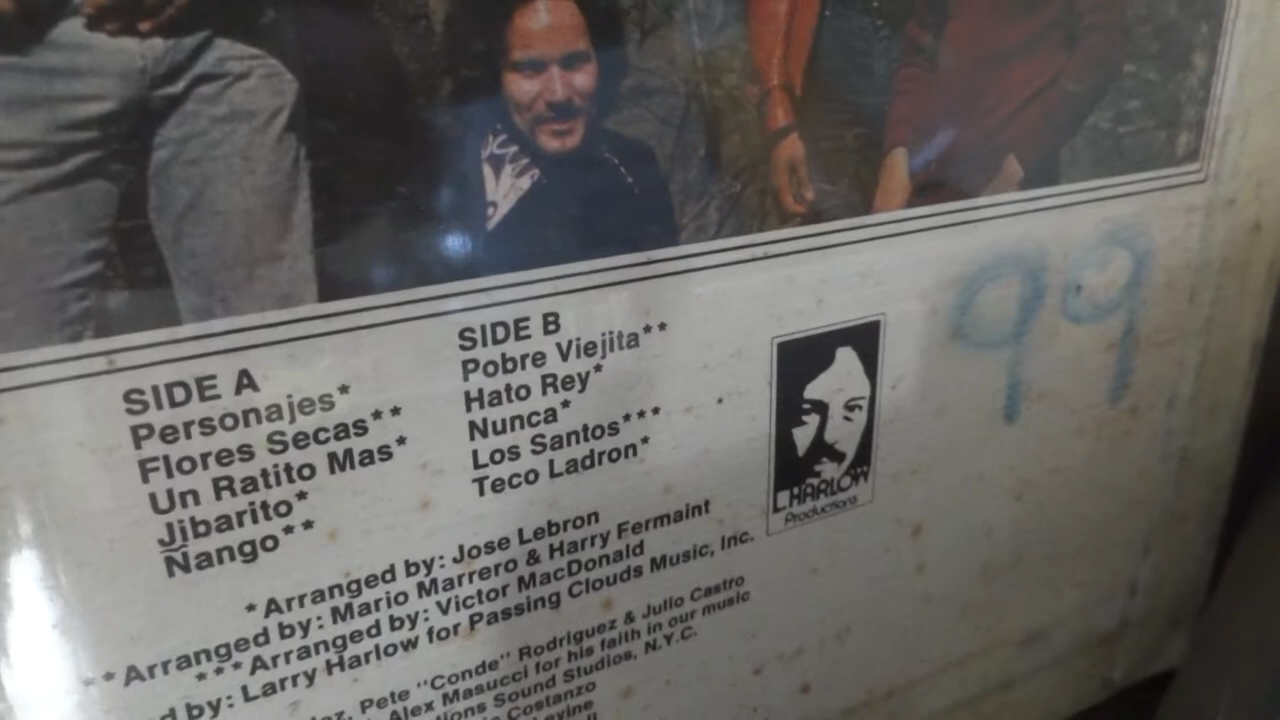 SIDE A
Personajes*
Flores Secas**
Un Ratito Mas*
Jibarito*
Ñango**
SIDE B
Pobre Viejita**
Hato Rey*
Nunca*
Los Santos***
Teco Ladron*
*Arranged by: Jose Lebron
**Arranged by: Mario Marrero & Harry Fermaint
***Arranged by: Victor MacDonald
by: Larry Harlow for Passing Clouds Music, Inc.
Pete "Conde" Rodriguez & Julio Castro
Alex Masucci for his faith in our music
Sound Studios, N.Y.C.
Costanzo
CHARLOW
Productions
99